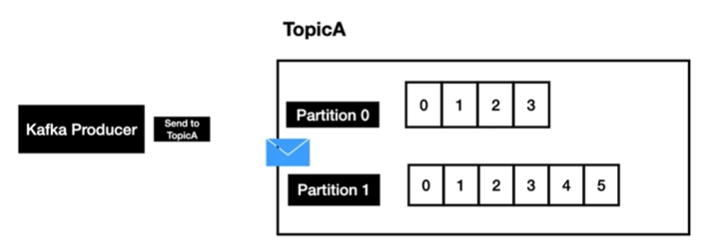 TopicA
Kafka Producer
Send to
TopicA
Partition 0
0 1 2 3
Partition 1
0 1 2 3 4 5